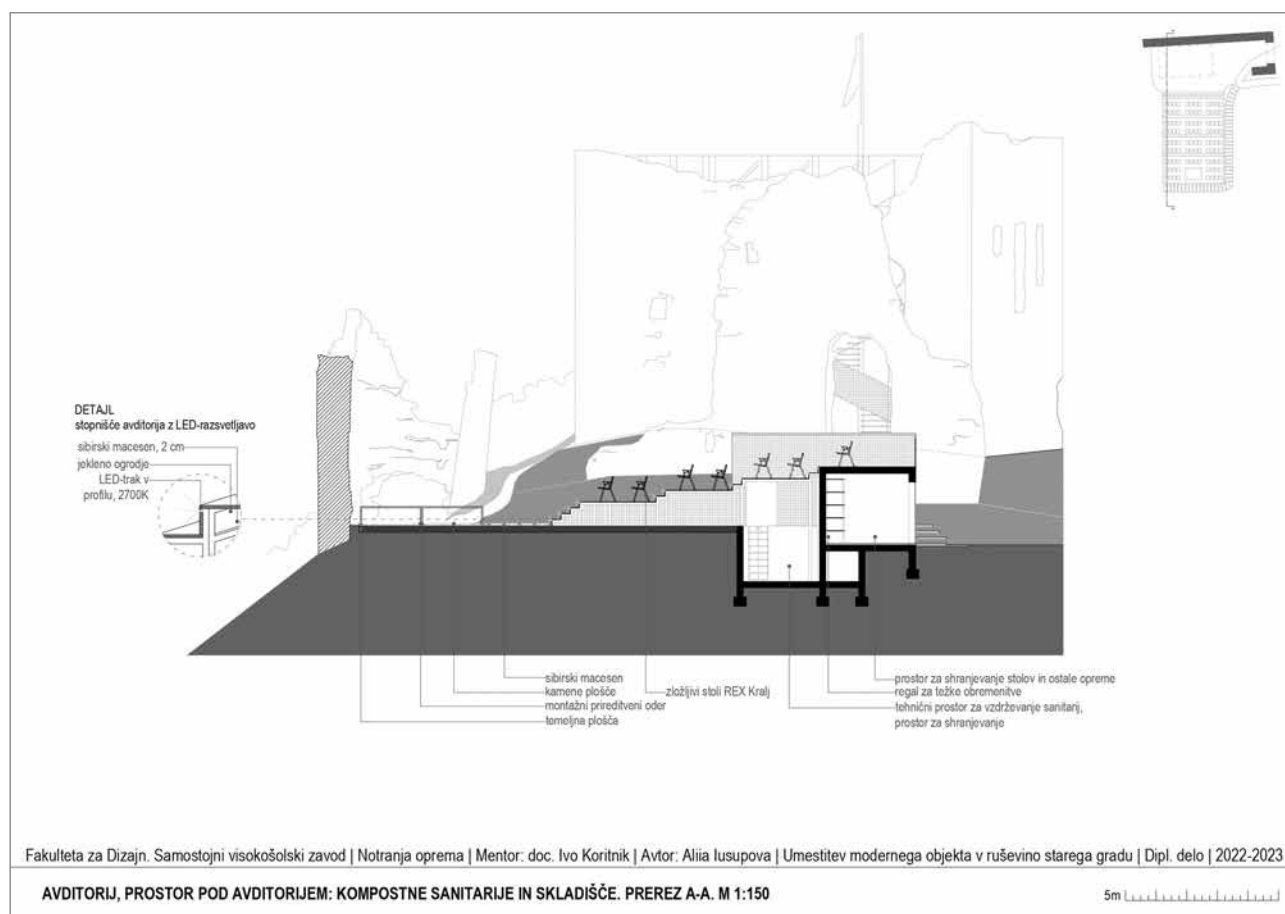 DETAJL
stopnišče avditorija z LED-razsvetljavo
sibirski macesen, 2 cm
jekleno ogrodje
LED-trak v
profilu, 2700K
sibirski macesen
kamene plošče
montažni prireditveni oder
temeljna plošča
zložljivi stoli REX Kralj
prostor za shranjevanje stolov in ostale opreme
regal za težke obremenitve
tehnični prostor za vzdrževanje sanitarij,
prostor za shranjevanje
Fakulteta za Dizajn. Samostojni visokošolski zavod | Notranja oprema | Mentor: doc. Ivo Koritnik | Avtor: Aliia Iusupova | Umestitev modernega objekta v ruševino starega gradu | Dipl. delo | 2022-2023
AVDITORIJ, PROSTOR POD AVDITORIJEM: KOMPOSTNE SANITARIJE IN SKLADIŠČE. PREREZ A-A. M 1:150
5m